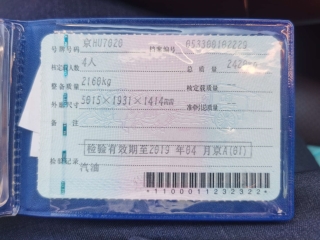 号牌号码 京HU7020 档案编号
核定载人数 4人 总质量
整备质量 2160kg 核定载质量 --
外廓尺寸 5015×1931×1414mm 准牵引总质量 --
备注
检验有效期至2019年04月京A(01)
检验记录
汽油
*1100011232322*